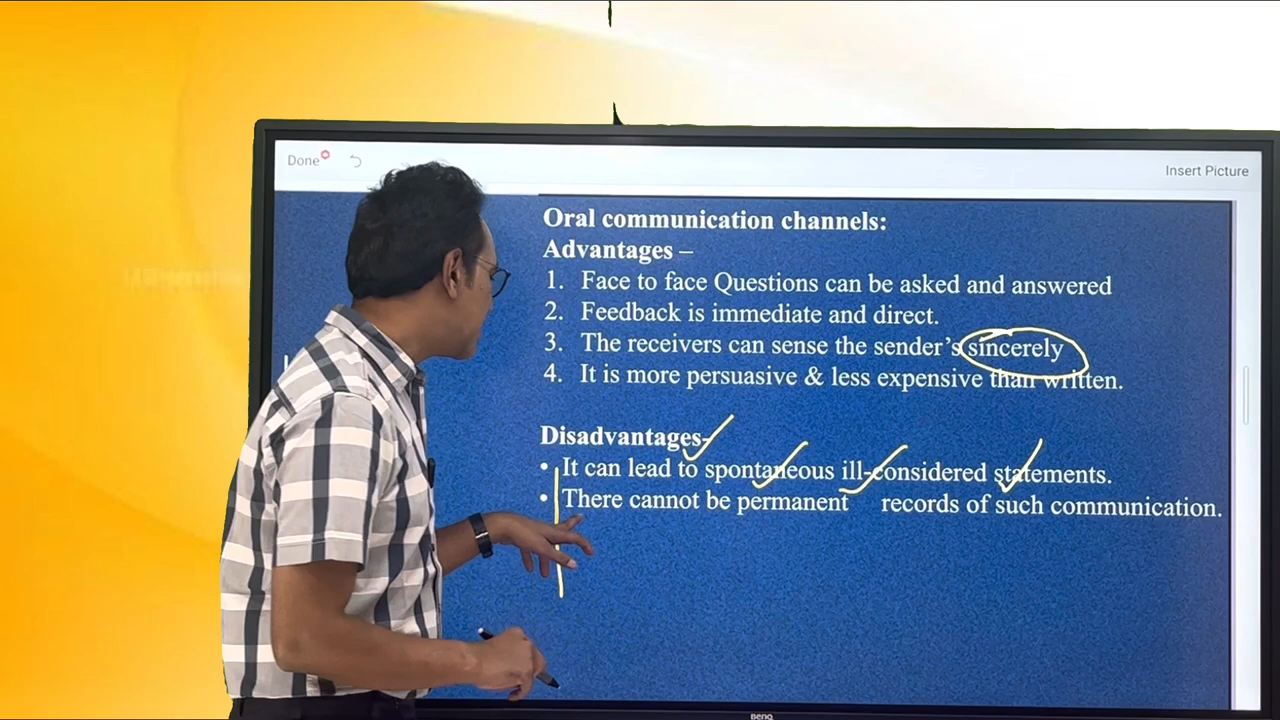 Done
Insert Picture
Oral communication channels:
Advantages –
1. Face to face Questions can be asked and answered
2. Feedback is immediate and direct.
3. The receivers can sense the sender's sincerely
4. It is more persuasive & less expensive than written.
Disadvantages-
• It can lead to spontaneous ill-considered statements.
• There cannot be permanent records of such communication.
BenQ